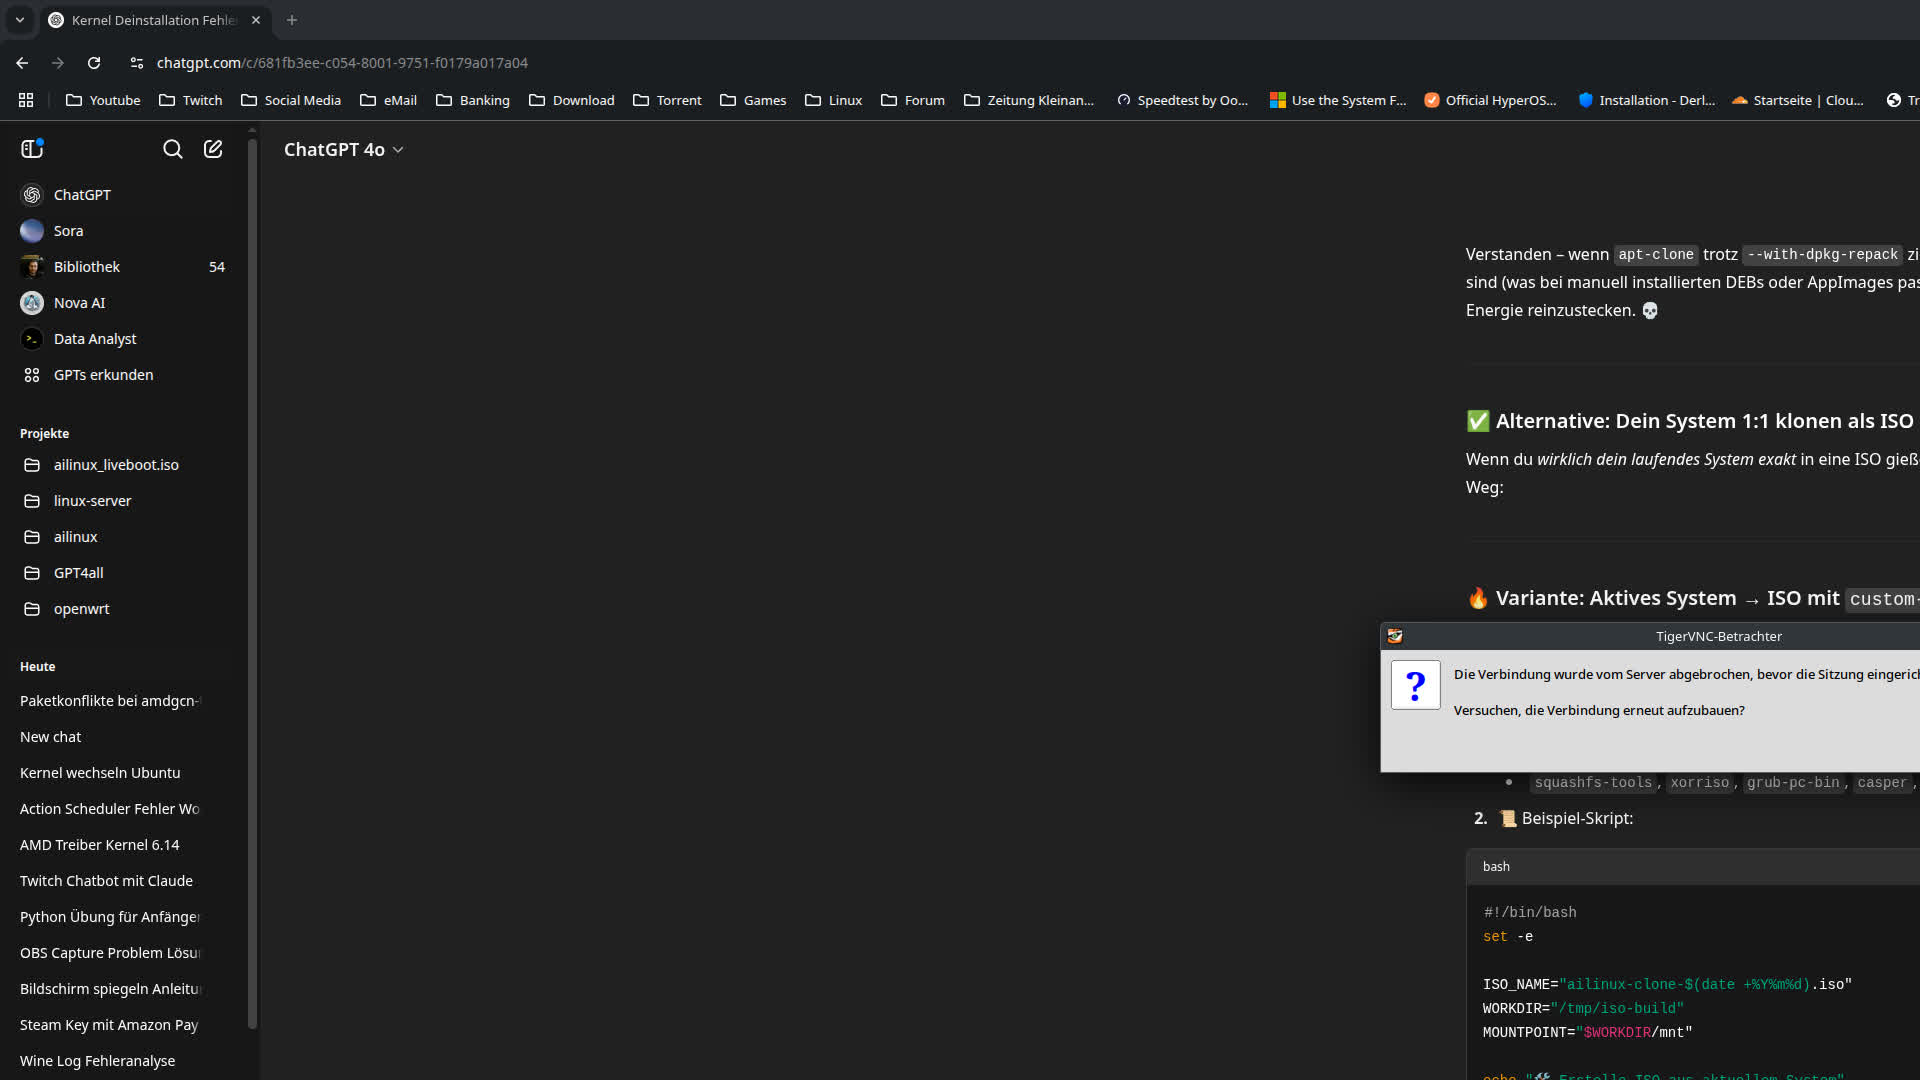 Kernel Deinstallation Fehle
chatgpt.com/c/681fb3ee-c054-8001-9751-f0179a017a04
Youtube Twitch Social Media eMail Banking Download Torrent Games Linux Forum Zeitung Kleinan... Speedtest by Oo... Use the System F... Official HyperOS... Installation - Derl... Startseite | Clou... Tr
ChatGPT 4o
ChatGPT
Sora
Bibliothek 54
Nova AI
Data Analyst
GPTs erkunden
Projekte
ailinux_liveboot.iso
linux-server
ailinux
GPT4all
openwrt
Heute
Paketkonflikte bei amdgcn-
New chat
Kernel wechseln Ubuntu
Action Scheduler Fehler Wo
AMD Treiber Kernel 6.14
Twitch Chatbot mit Claude
Python Übung für Anfänger
OBS Capture Problem Lösu
Bildschirm spiegeln Anleitu
Steam Key mit Amazon Pay
Wine Log Fehleranalyse
Verstanden – wenn apt-clone trotz --with-dpkg-repack zi
sind (was bei manuell installierten DEBs oder AppImages pas
Energie reinzustecken. 💀
✅ Alternative: Dein System 1:1 klonen als ISO
Wenn du wirklich dein laufendes System exakt in eine ISO gieße
Weg:
🔥 Variante: Aktives System → ISO mit custom-
TigerVNC-Betrachter
?
Die Verbindung wurde vom Server abgebrochen, bevor die Sitzung eingerich
Versuchen, die Verbindung erneut aufzubauen?
• squashfs-tools, xorriso, grub-pc-bin, casper,
2. 📜 Beispiel-Skript:
bash
#!/bin/bash
set -e
ISO_NAME="ailinux-clone-$(date +%Y%m%d).iso"
WORKDIR="/tmp/iso-build"
MOUNTPOINT="$WORKDIR/mnt"
echo "🛠 Erstelle ISO aus aktuellem System"